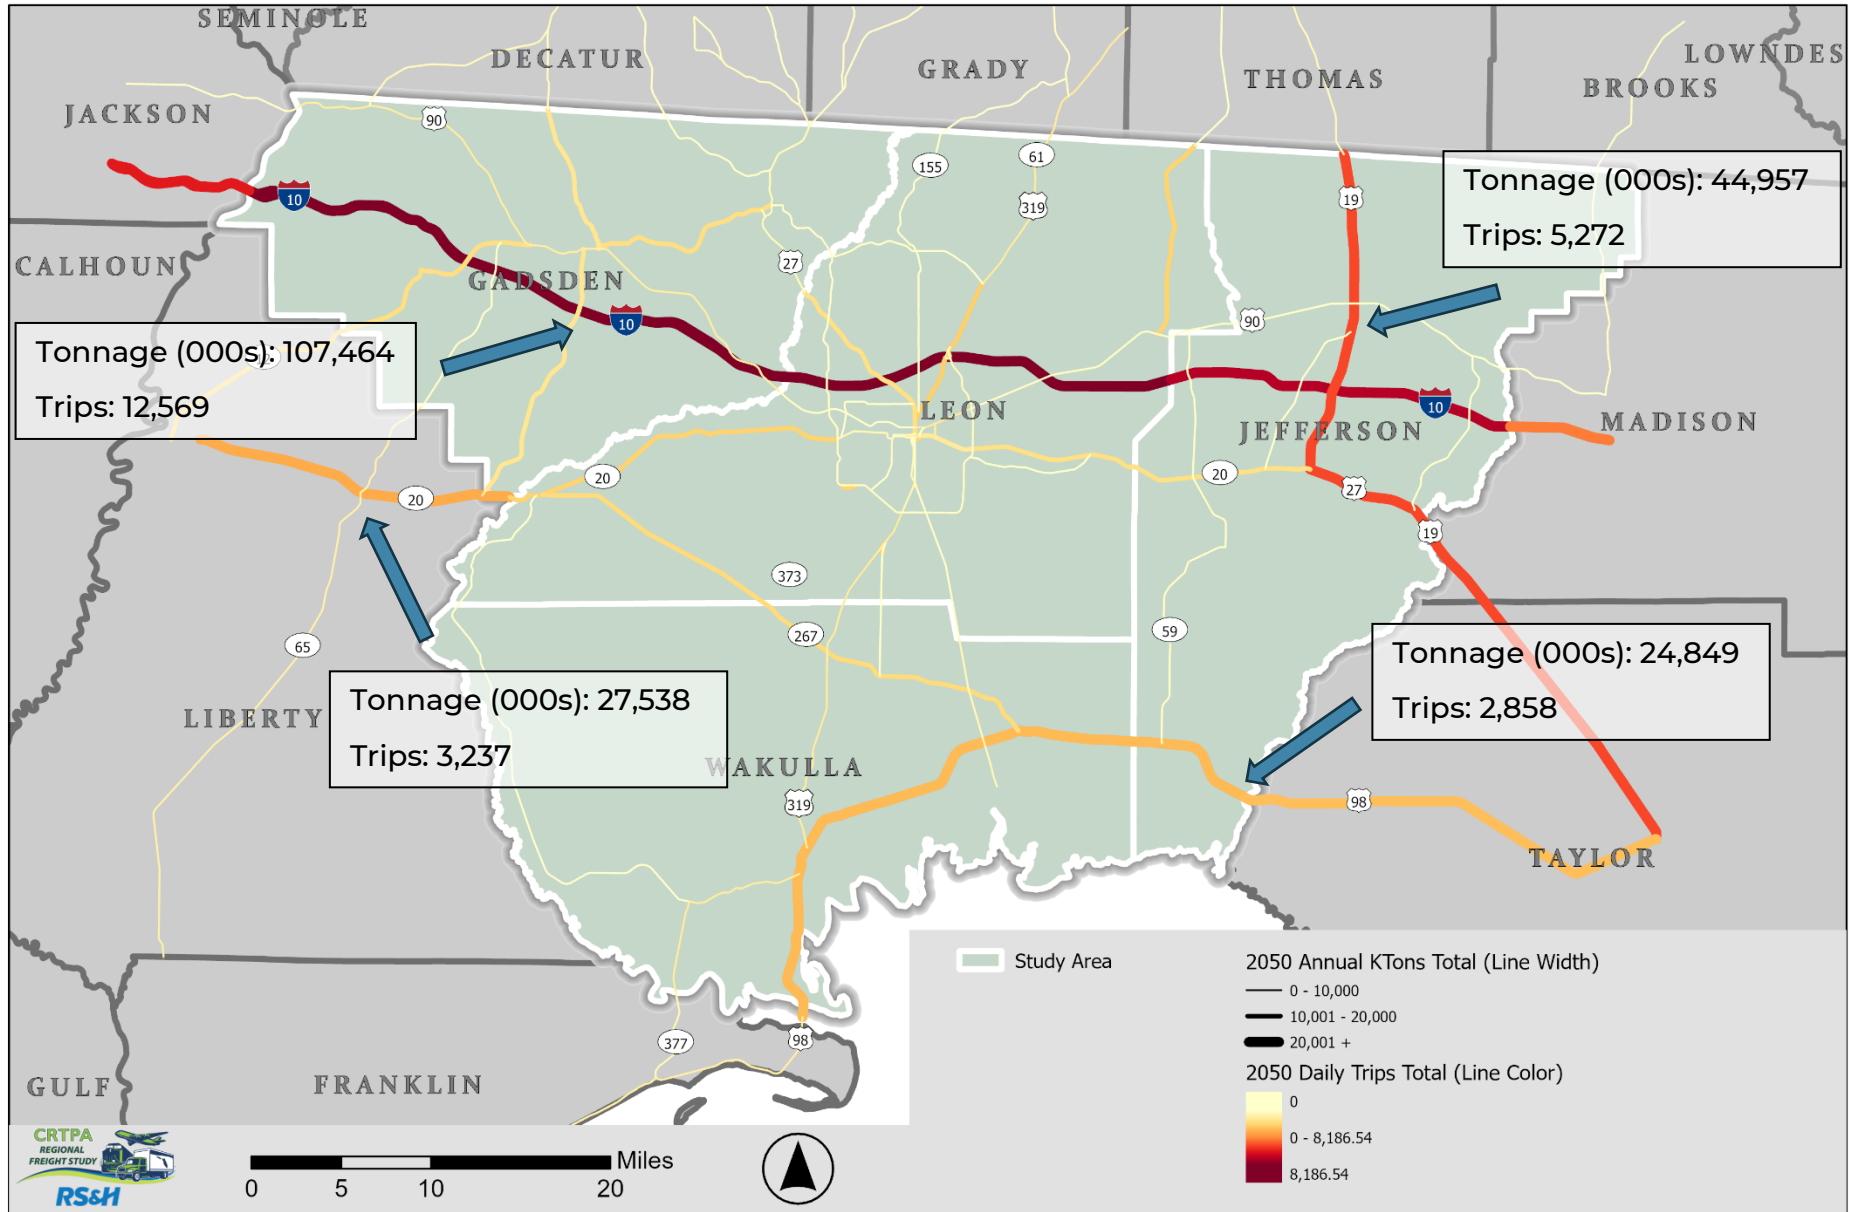 SEMINOLE
DECATUR
GRADY
THOMAS
LOWNDES
BROOKS
JACKSON
90
155
61
319
19
10
Tonnage (000s): 44,957
Trips: 5,272
CALHOUN
GADSDEN
27
10
90
Tonnage (000s): 107,464
Trips: 12,569
LEON
JEFFERSON
10
MADISON
20
20
20
27
19
373
267
65
59
Tonnage (000s): 24,849
Trips: 2,858
Tonnage (000s): 27,538
Trips: 3,237
LIBERTY
WAKULLA
319
98
TAYLOR
377
98
GULF
FRANKLIN
Study Area
2050 Annual KTons Total (Line Width)
0 - 10,000
10,001 - 20,000
20,001 +
2050 Daily Trips Total (Line Color)
0
0 - 8,186.54
8,186.54
CRTPA
REGIONAL
FREIGHT STUDY
RS&H
Miles
0 5 10 20